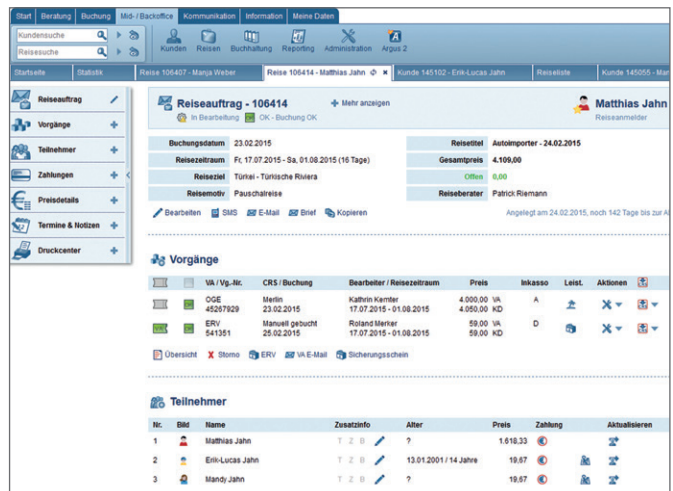 Start Beratung Buchung Mid- / Backoffice Kommunikation Information Meine Daten
Kundensuche
Reisesuche
Kunden Reisen Buchhaltung Reporting Administration Argus 2
Startseite Statistik Reise 106407 - Manja Weber Reise 106414 - Matthias Jahn Kunde 145102 - Erik-Lucas Jahn Reiseliste Kunde 145055 - Man
Reiseauftrag
Vorgänge
Teilnehmer
Zahlungen
Preisdetails
Termine & Notizen
Druckcenter
Reiseauftrag - 106414 Mehr anzeigen Matthias Jahn
In Bearbeitung OK - Buchung OK Reiseanmelder
Buchungsdatum 23.02.2015 Reisetitel Autoimporter - 24.02.2015
Reisezeitraum Fr, 17.07.2015 - Sa, 01.08.2015 (16 Tage) Gesamtpreis 4.109,00
Reiseziel Türkei - Türkische Riviera Offen 0,00
Reisemotiv Pauschalreise Reiseberater Patrick Riemann
Bearbeiten SMS E-Mail Brief Kopieren Angelegt am 24.02.2015, noch 142 Tage bis zur
Vorgänge
VA / Vg.-Nr. CRS / Buchung Bearbeiter / Reisezeitraum Preis Inkasso Leist. Aktionen
OGE Merlin Kathrin Kernter 4.000,00 VA A
45267929 23.02.2015 17.07.2015 - 01.08.2015 4.050,00 KD
ERV Manuell gebucht Roland Merker 59,00 VA D
541351 25.02.2015 17.07.2015 - 01.08.2015 59,00 KD
Übersicht Storno ERV VA E-Mail Sicherungsschein
Teilnehmer
Nr. Bild Name Zusatzinfo Alter Preis Zahlung Aktualisieren
1 Matthias Jahn T Z B ? 1.618,33
2 Erik-Lucas Jahn T Z B 13.01.2001 / 14 Jahre 19,67
3 Mandy Jahn T Z B ? 19,67